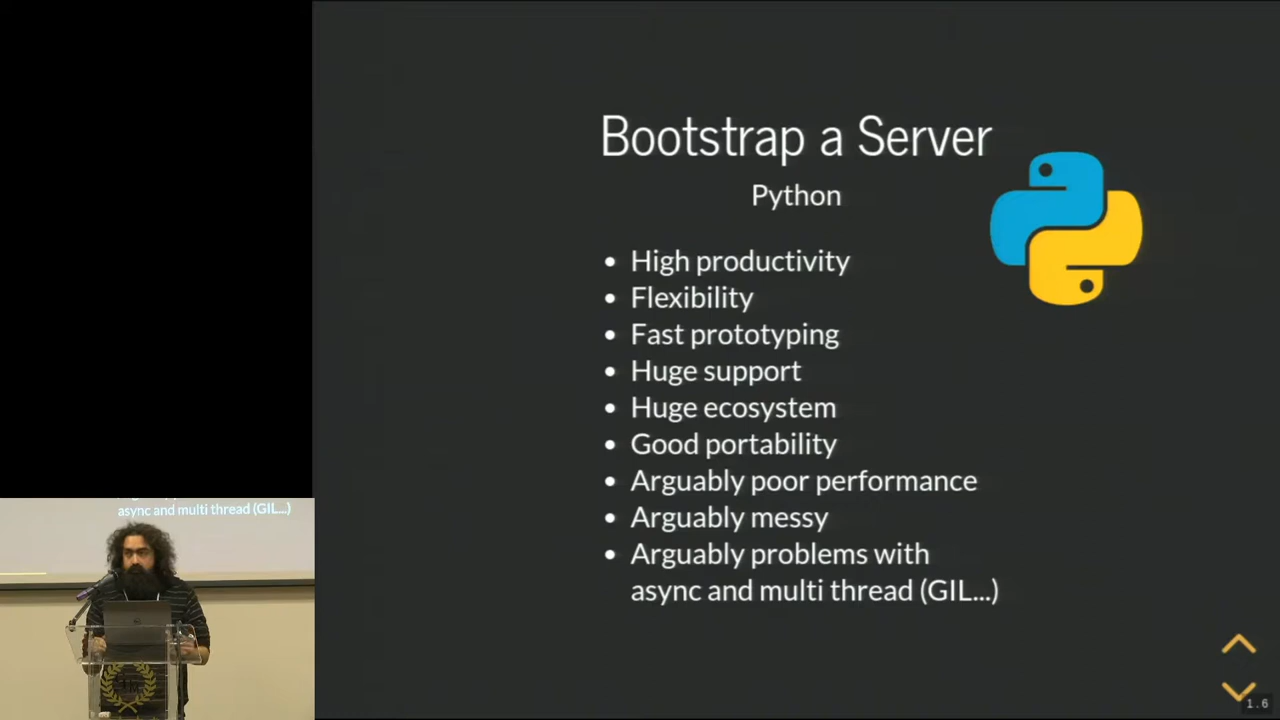 Bootstrap a Server
Python
• High productivity
• Flexibility
• Fast prototyping
• Huge support
• Huge ecosystem
• Good portability
• Arguably poor performance
• Arguably messy
• Arguably problems with
async and multi thread (GIL...)
async and multi thread (GIL...)
1.6